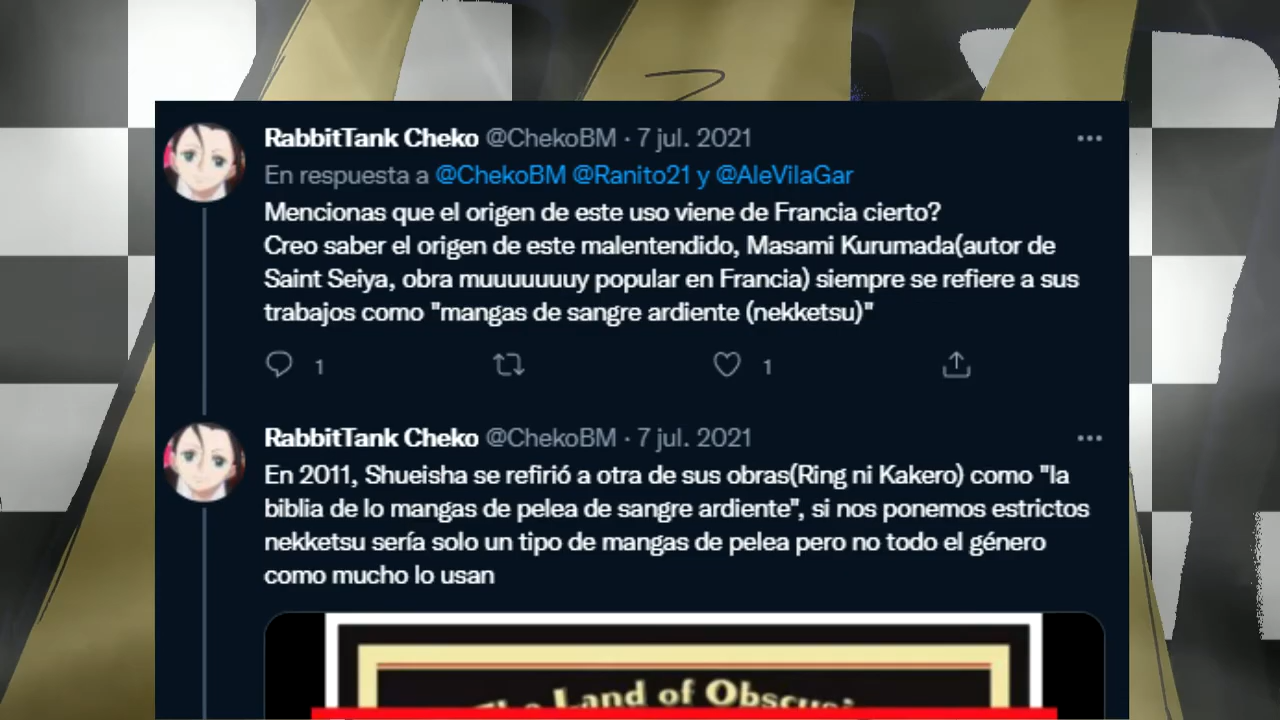 RabbitTank Cheko @ChekoBM · 7 jul. 2021
En respuesta a @ChekoBM @Ranito21 y @AleVilaGar
Mencionas que el origen de este uso viene de Francia cierto?
Creo saber el origen de este malentendido, Masami Kurumada(autor de
Saint Seiya, obra muuuuuuuy popular en Francia) siempre se refiere a sus
trabajos como "mangas de sangre ardiente (nekketsu)"
1 1
RabbitTank Cheko @ChekoBM · 7 jul. 2021
En 2011, Shueisha se refirió a otra de sus obras(Ring ni Kakero) como "la
biblia de lo mangas de pelea de sangre ardiente", si nos ponemos estrictos
nekketsu sería solo un tipo de mangas de pelea pero no todo el género
como mucho lo usan
The Land of